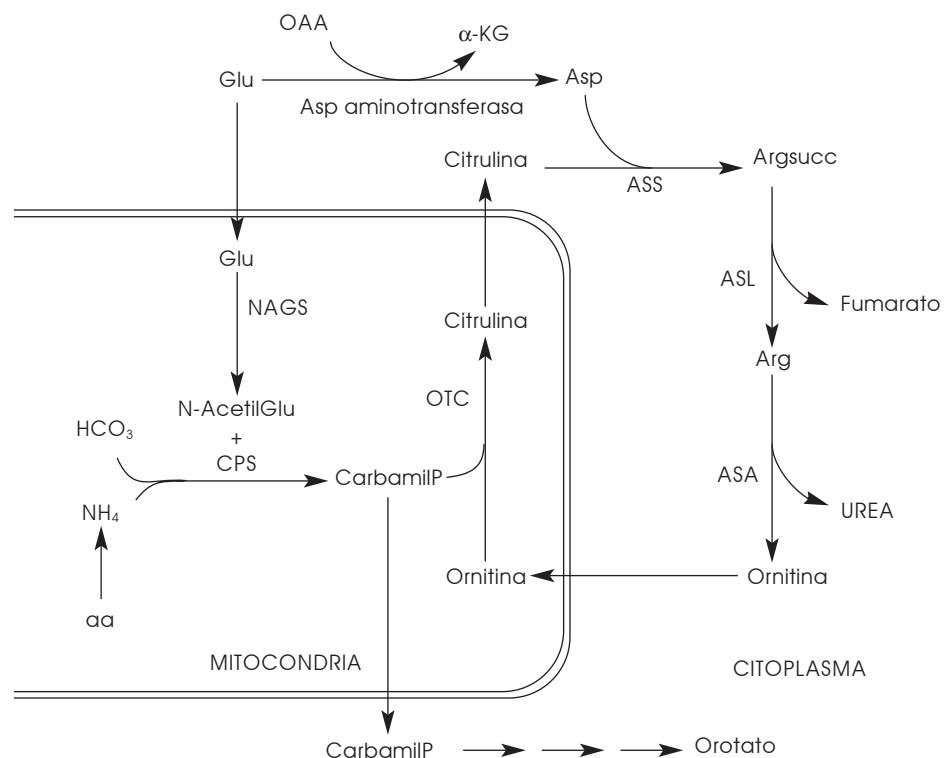 OAA
α-KG
Glu
Asp
Asp aminotransferasa
Citrulina
Argsucc
ASS
Glu
ASL
Fumarato
NAGS
Citrulina
Arg
OTC
N-AcetilGlu
HCO₃
+
CPS
CarbamilP
ASA
NH₄
UREA
Ornitina
Ornitina
aa
MITOCONDRIA
CITOPLASMA
CarbamilP
Orotato